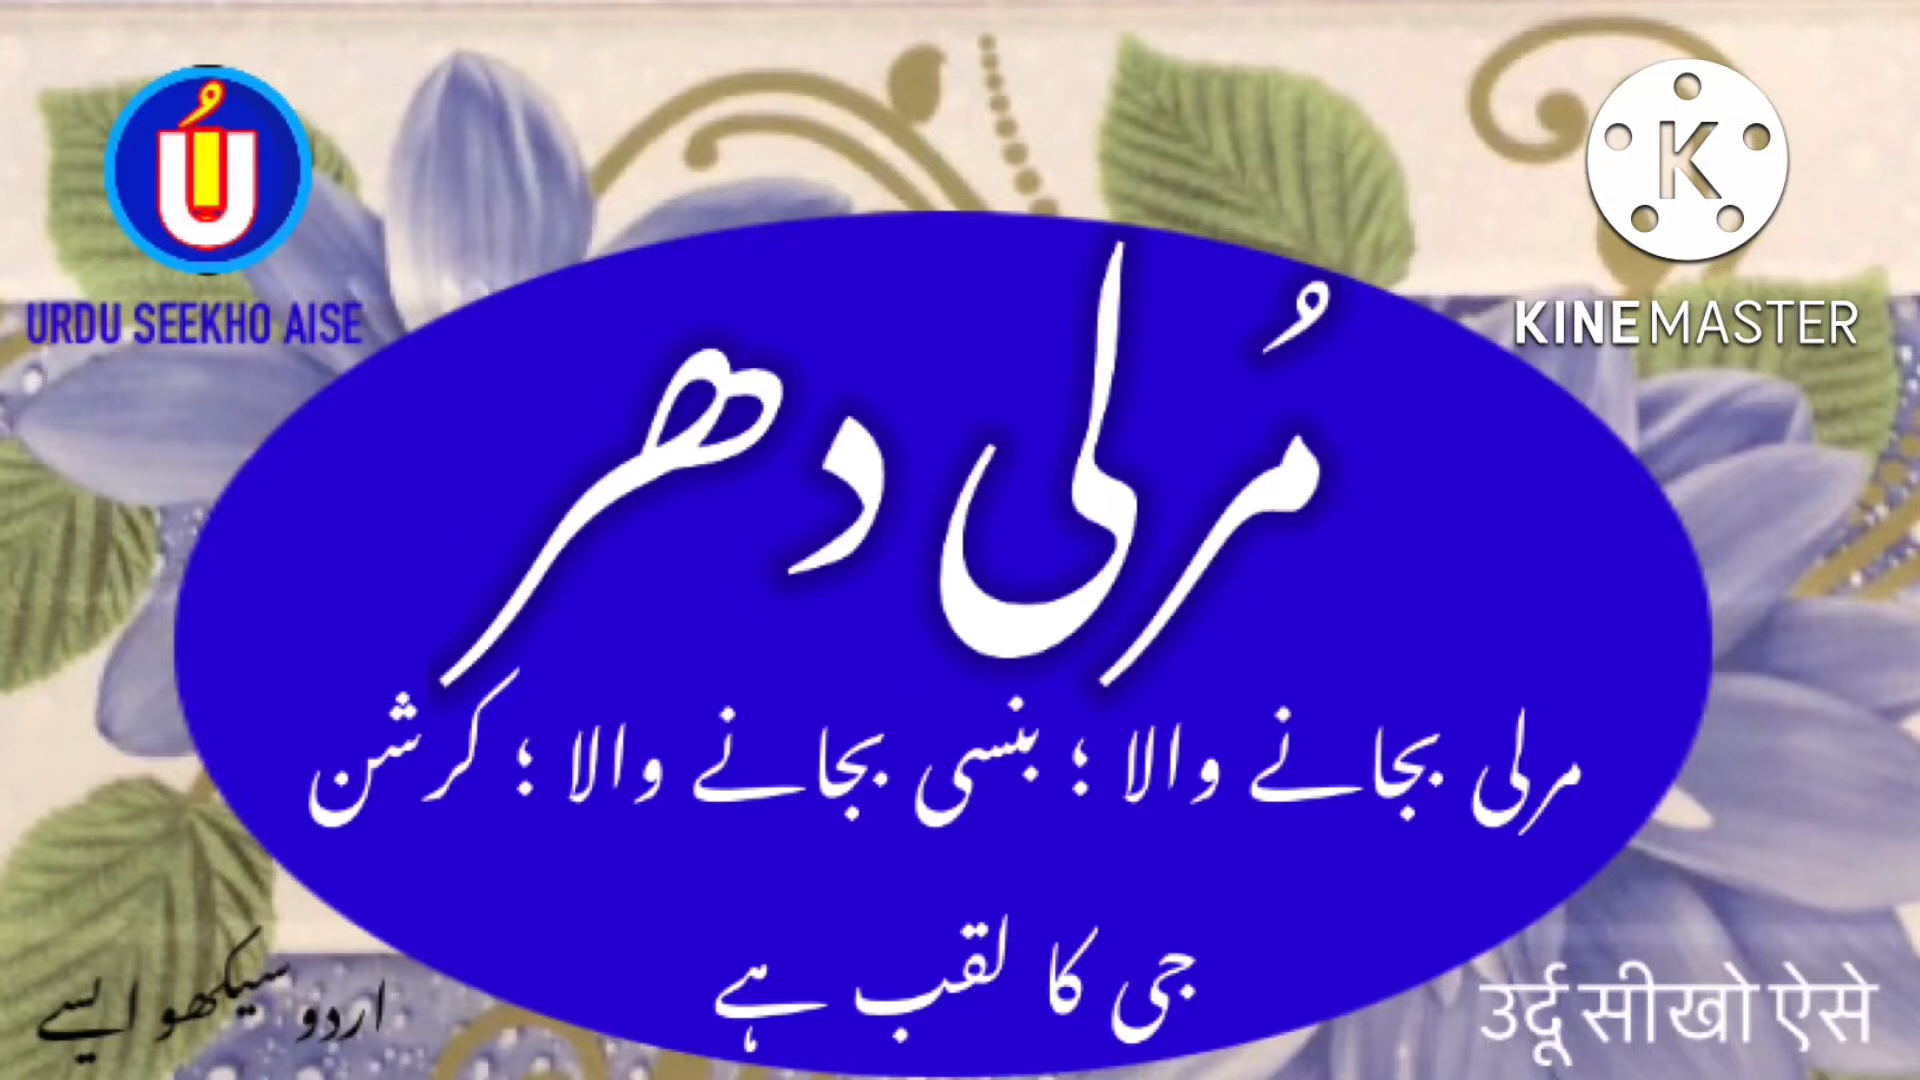 URDU SEEKHO AISE
KINEMASTER
مُرلی دھر
مرلی بجانے والا ؛ بنسی بجانے والا ؛ کرشن
جی کا لقب ہے
اردو سیکھو ایسے
उर्दू सीखो ऐसे